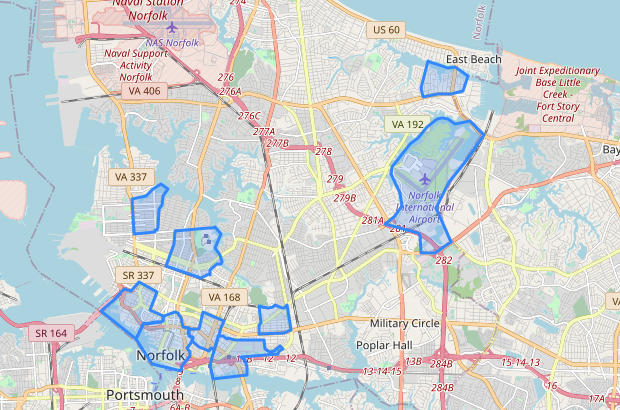 Naval Station
Norfolk
US 60
NAS Norfolk
Norfolk
East Beach
Naval Support
Activity
Norfolk
276
VA 406
276A
Joint Expeditionary
Base Little
Creek -
Fort Story
Central
276C
277A
VA 192
277B
278
Bay
VA 337
279
279B
Norfolk
International
Airport
281A
281
282
SR 337
VA 168
SR 164
Military Circle
Norfolk
Poplar Hall
12
12
13-14-15
284B
15-14-13
16
Portsmouth
8
284B
17A
6A-B